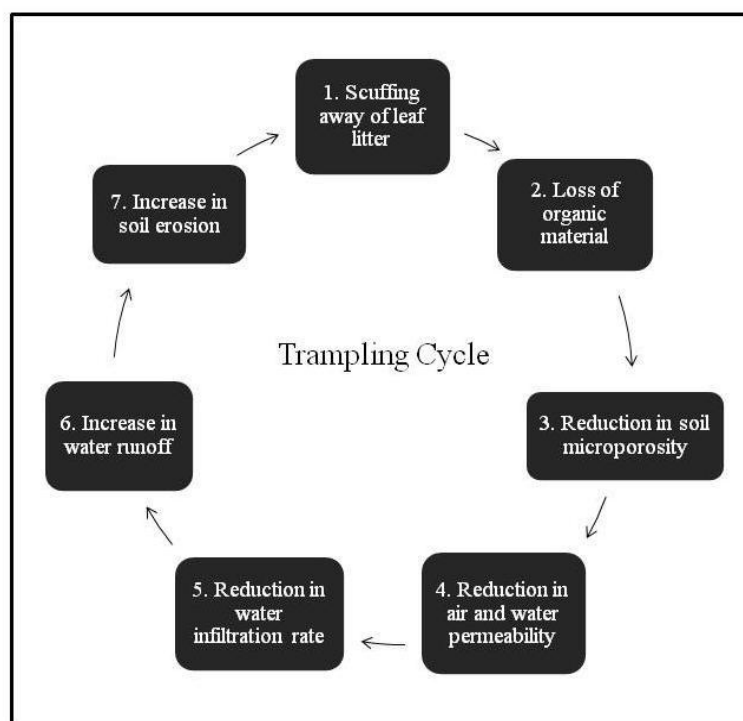 1. Scuffing
away of leaf
litter
2. Loss of
organic
material
3. Reduction in soil
microporosity
4. Reduction in
air and water
permeability
5. Reduction in
water
infiltration rate
6. Increase in
water runoff
7. Increase in
soil erosion
Trampling Cycle